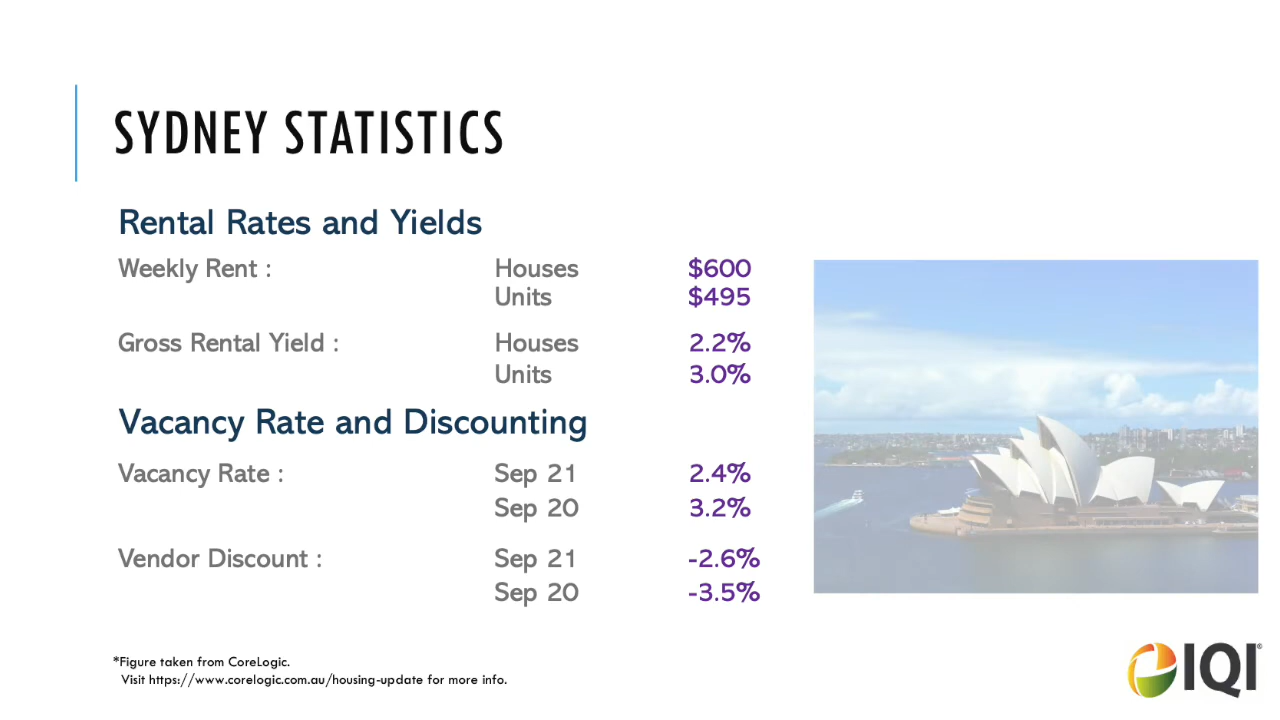 SYDNEY STATISTICS
Rental Rates and Yields
Weekly Rent : Houses $600
Units $495
Gross Rental Yield : Houses 2.2%
Units 3.0%
Vacancy Rate and Discounting
Vacancy Rate : Sep 21 2.4%
Sep 20 3.2%
Vendor Discount : Sep 21 -2.6%
Sep 20 -3.5%
*Figure taken from CoreLogic.
Visit https://www.corelogic.com.au/housing-update for more info.
IQI®